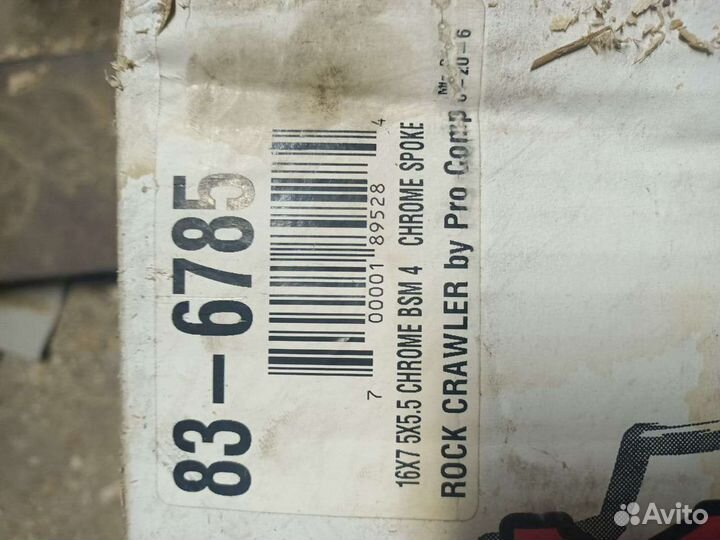 83-6785
7 00001 89528 4
16X7 5X5.5 CHROME BSM 4 CHROME SPOKE
ROCK CRAWLER by Pro Comp
Avito